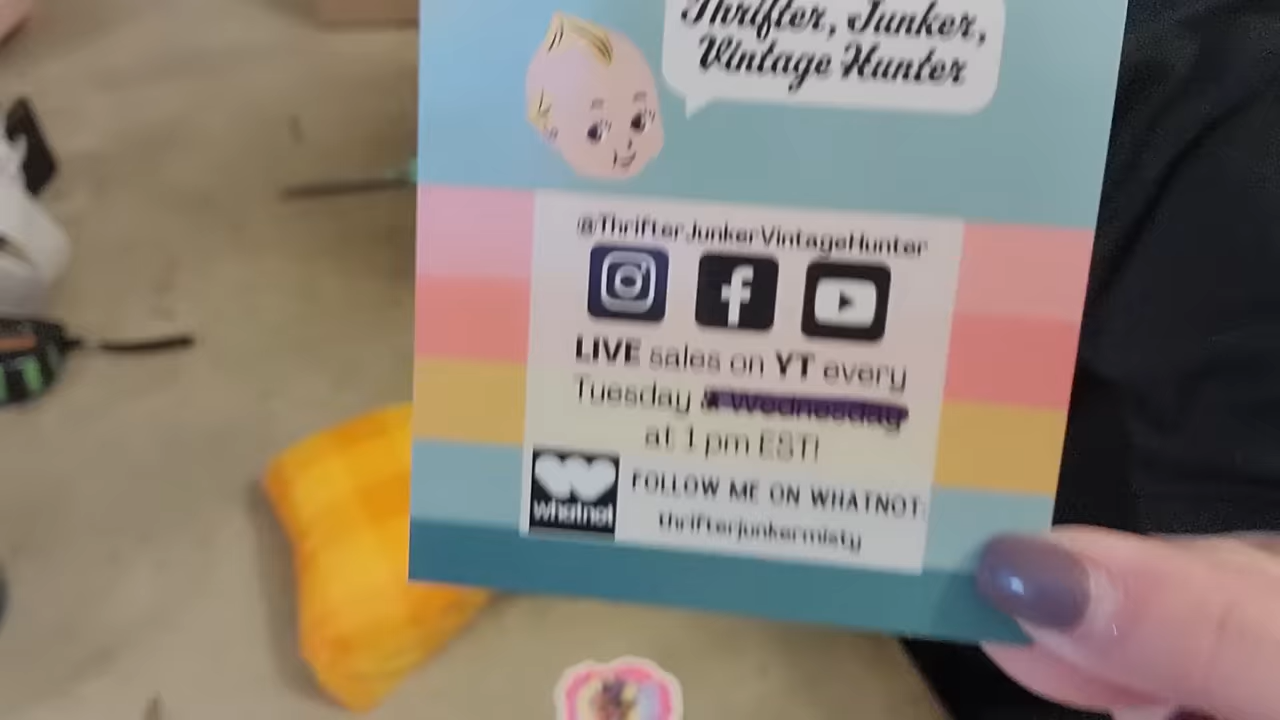 Thrifter, Junker,
Vintage Hunter
@ThrifterJunkerVintageHunter
LIVE sales on YT every
Tuesday & Wednesday
at 1 pm EST!
whatnot
FOLLOW ME ON WHATNOT:
thrifterjunkermisty